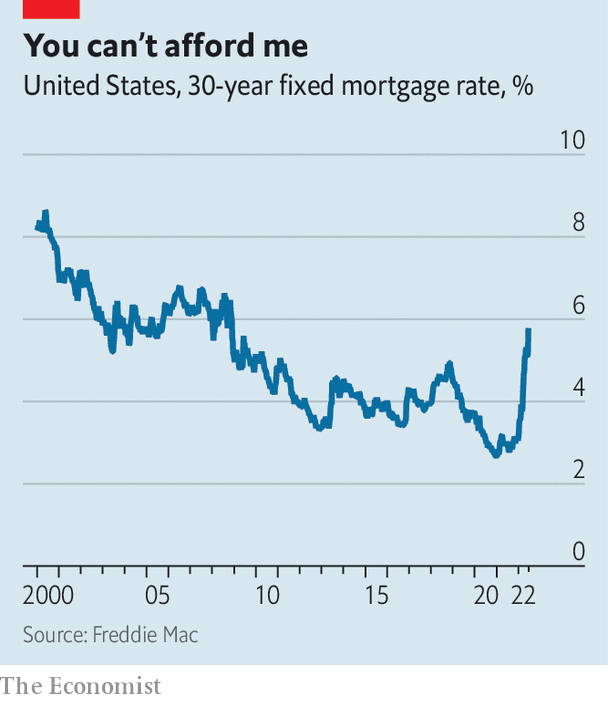 You can't afford me
United States, 30-year fixed mortgage rate, %
10
8
6
4
2
0
2000 05 10 15 20 22
Source: Freddie Mac
The Economist